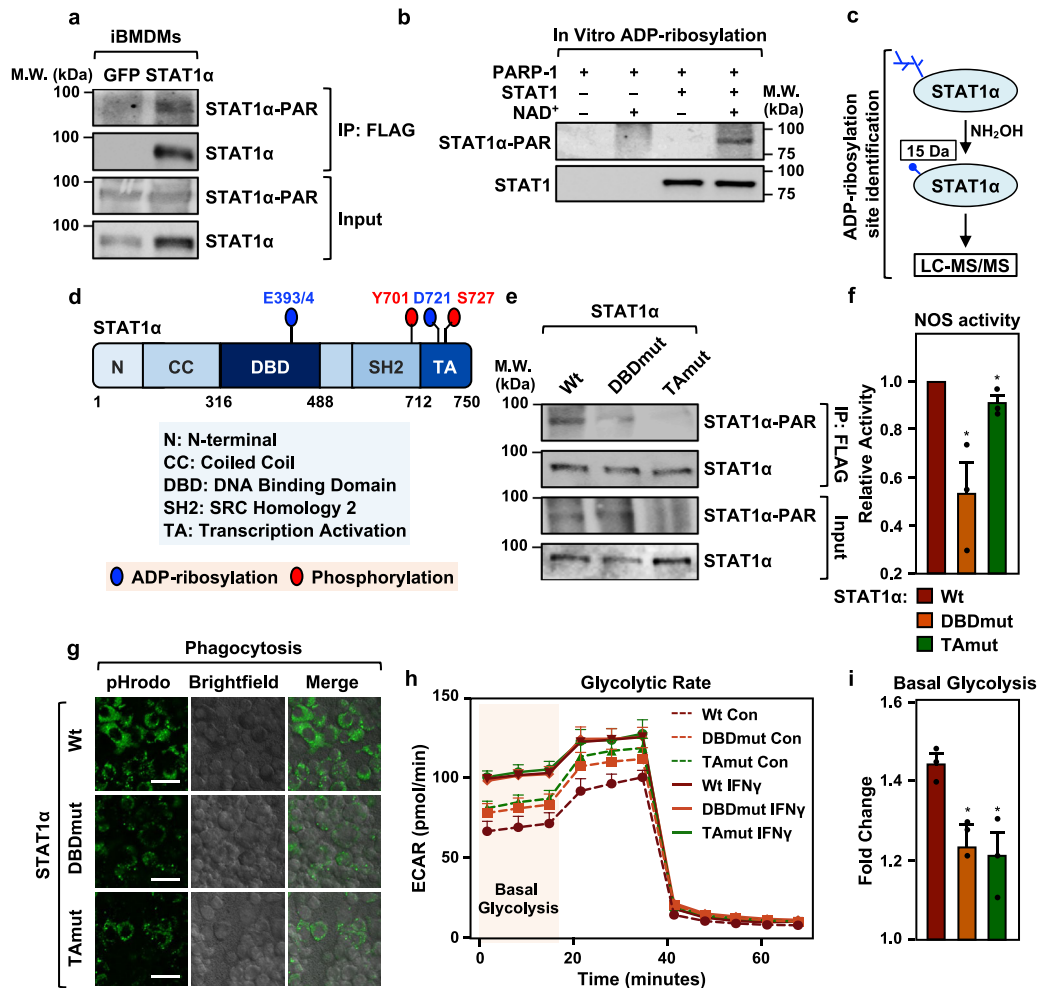 a
iBMDMs
M.W. (kDa) GFP STAT1α
100
STAT1α-PAR
100
STAT1α
IP: FLAG
100
STAT1α-PAR
100
STAT1α
Input
b
In Vitro ADP-ribosylation
PARP-1 + + + +
STAT1 – – + +
NAD⁺ – + – +
M.W. (kDa)
STAT1α-PAR
100
75
STAT1
100
75
c
ADP-ribosylation site identification
STAT1α
NH₂OH
15 Da
STAT1α
LC-MS/MS
d
E393/4 Y701 D721 S727
STAT1α
N CC DBD SH2 TA
1 316 488 712 750
N: N-terminal
CC: Coiled Coil
DBD: DNA Binding Domain
SH2: SRC Homology 2
TA: Transcription Activation
ADP-ribosylation Phosphorylation
e
STAT1α
M.W. (kDa)
Wt DBDmut TAmut
100
STAT1α-PAR
100
STAT1α
IP: FLAG
100
STAT1α-PAR
100
STAT1α
Input
f
NOS activity
Relative Activity
1.0
0.8
0.6
0.4
0.2
* *
STAT1α: Wt
DBDmut
TAmut
g
Phagocytosis
pHrodo Brightfield Merge
STAT1α
Wt
DBDmut
TAmut
h
Glycolytic Rate
ECAR (pmol/min)
150
100
50
0
Basal
Glycolysis
Wt Con
DBDmut Con
TAmut Con
Wt IFNγ
DBDmut IFNγ
TAmut IFNγ
0 20 40 60
Time (minutes)
i
Basal Glycolysis
Fold Change
1.4
1.2
1.0
* *